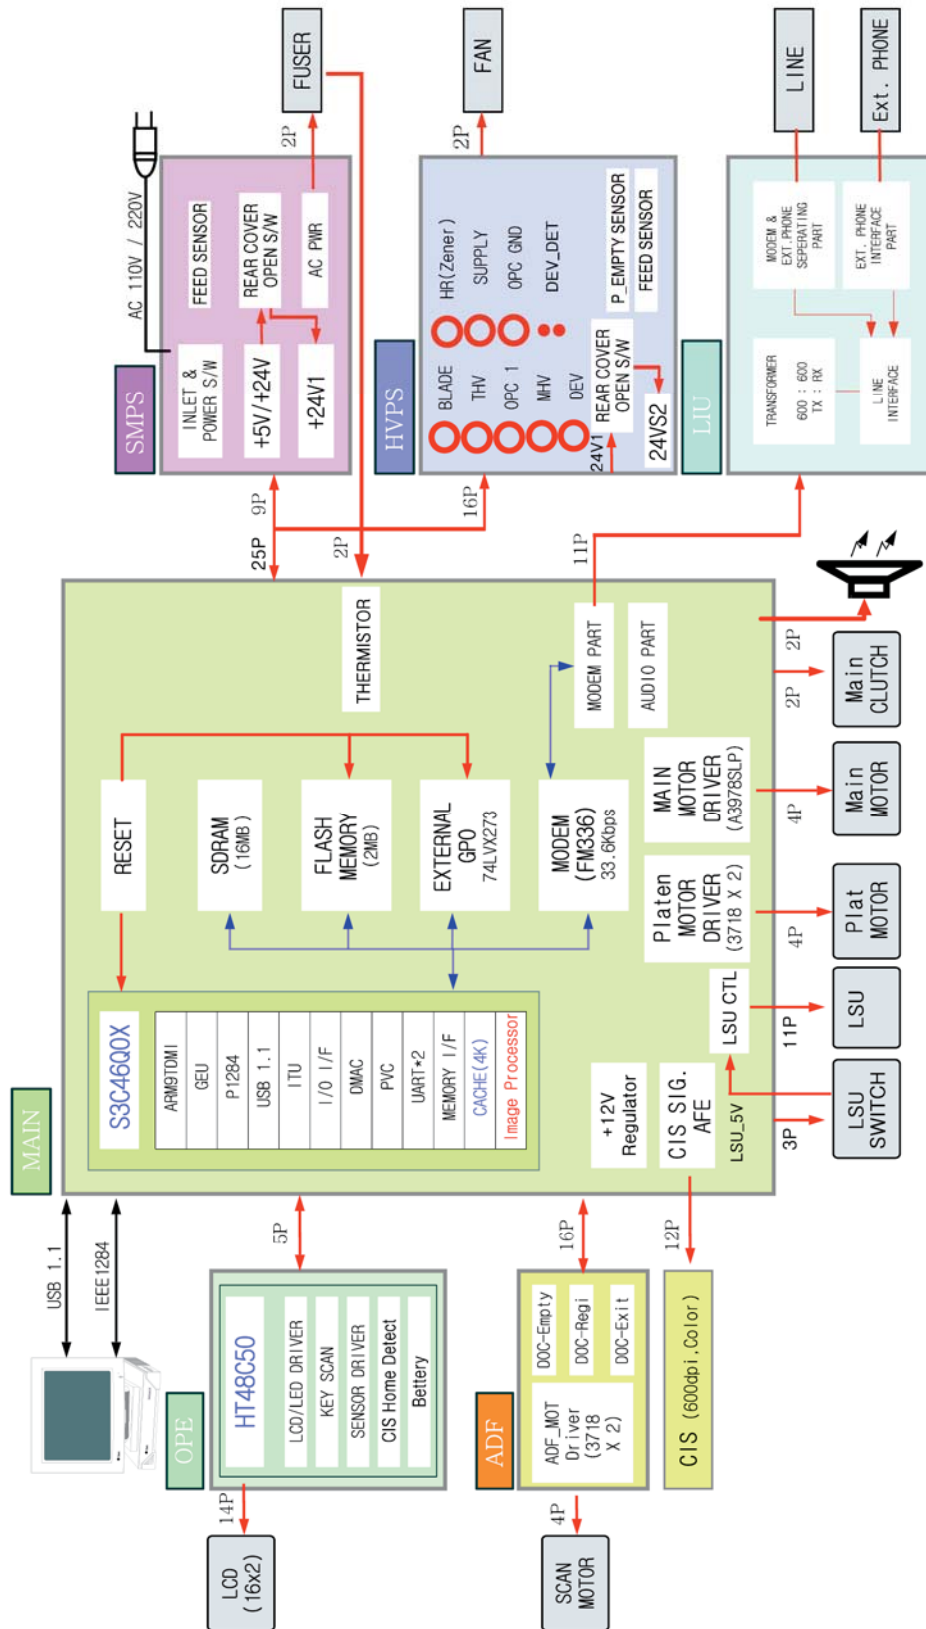 MAIN
USB 1.1
IEEE1284
S3C46Q0X
ARM9TDMI
GEU
P1284
USB 1.1
ITU
I/O I/F
DMAC
PVC
UART*2
MEMORY I/F
CACHE(4K)
Image Processor
RESET
SDRAM
(16MB)
FLASH
MEMORY
(2MB)
EXTERNAL
GPO
74LVX273
MODEM
(FM336)
33.6Kbps
THERMISTOR
MODEM PART
AUDIO PART
+12V
Regulator
CIS SIG.
AFE
LSU_5V
LSU CTL
Platen
MOTOR
DRIVER
(3718 X 2)
MAIN
MOTOR
DRIVER
(A3978SLP)
3P
11P
4P
4P
2P
2P
LSU
SWITCH
LSU
Plat
MOTOR
Main
MOTOR
Main
CLUTCH
SMPS
AC 110V / 220V
INLET &
POWER S/W
FEED SENSOR
+5V/+24V
REAR COVER
OPEN S/W
+24V1
AC PWR
2P
FUSER
9P
25P
2P
16P
HVPS
BLADE
HR(Zener)
THV
SUPPLY
OPC 1
OPC GND
MHV
DEV_DET
DEV
24V1
REAR COVER
OPEN S/W
P_EMPTY SENSOR
FEED SENSOR
24VS2
2P
FAN
11P
LIU
TRANSFORMER
600 : 600
TX : RX
MODEM &
EXT.PHONE
SEPERATING
PART
LINE
INTERFACE
EXT. PHONE
INTERFACE
PART
LINE
Ext. PHONE
OPE
5P
HT48C50
LCD/LED DRIVER
KEY SCAN
SENSOR DRIVER
CIS Home Detect
Bettery
14P
LCD
(16x2)
ADF
16P
ADF_MOT
Driver
(3718
X 2)
DOC-Empty
DOC-Regi
DOC-Exit
4P
SCAN
MOTOR
12P
CIS (600dpi,Color)